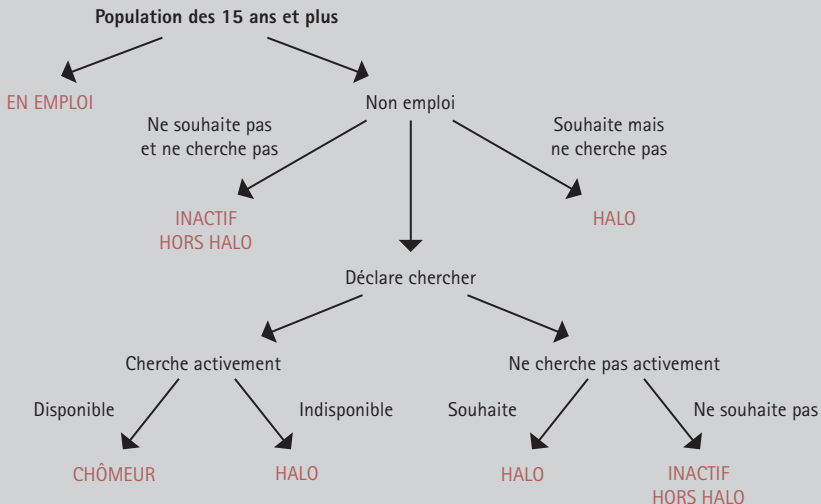 Population des 15 ans et plus
EN EMPLOI
Non emploi
Ne souhaite pas
et ne cherche pas
Souhaite mais
ne cherche pas
INACTIF
HORS HALO
HALO
Déclare chercher
Cherche activement
Ne cherche pas activement
Disponible
Indisponible
Souhaite
Ne souhaite pas
CHÔMEUR
HALO
HALO
INACTIF
HORS HALO